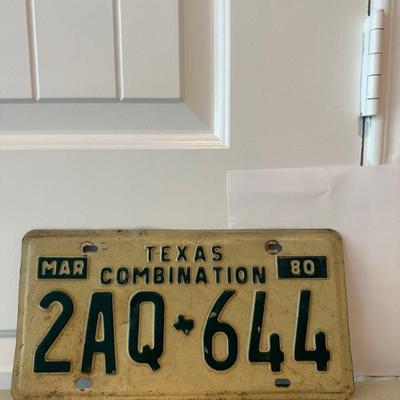 TEXAS
MAR COMBINATION 80
2AQ 644